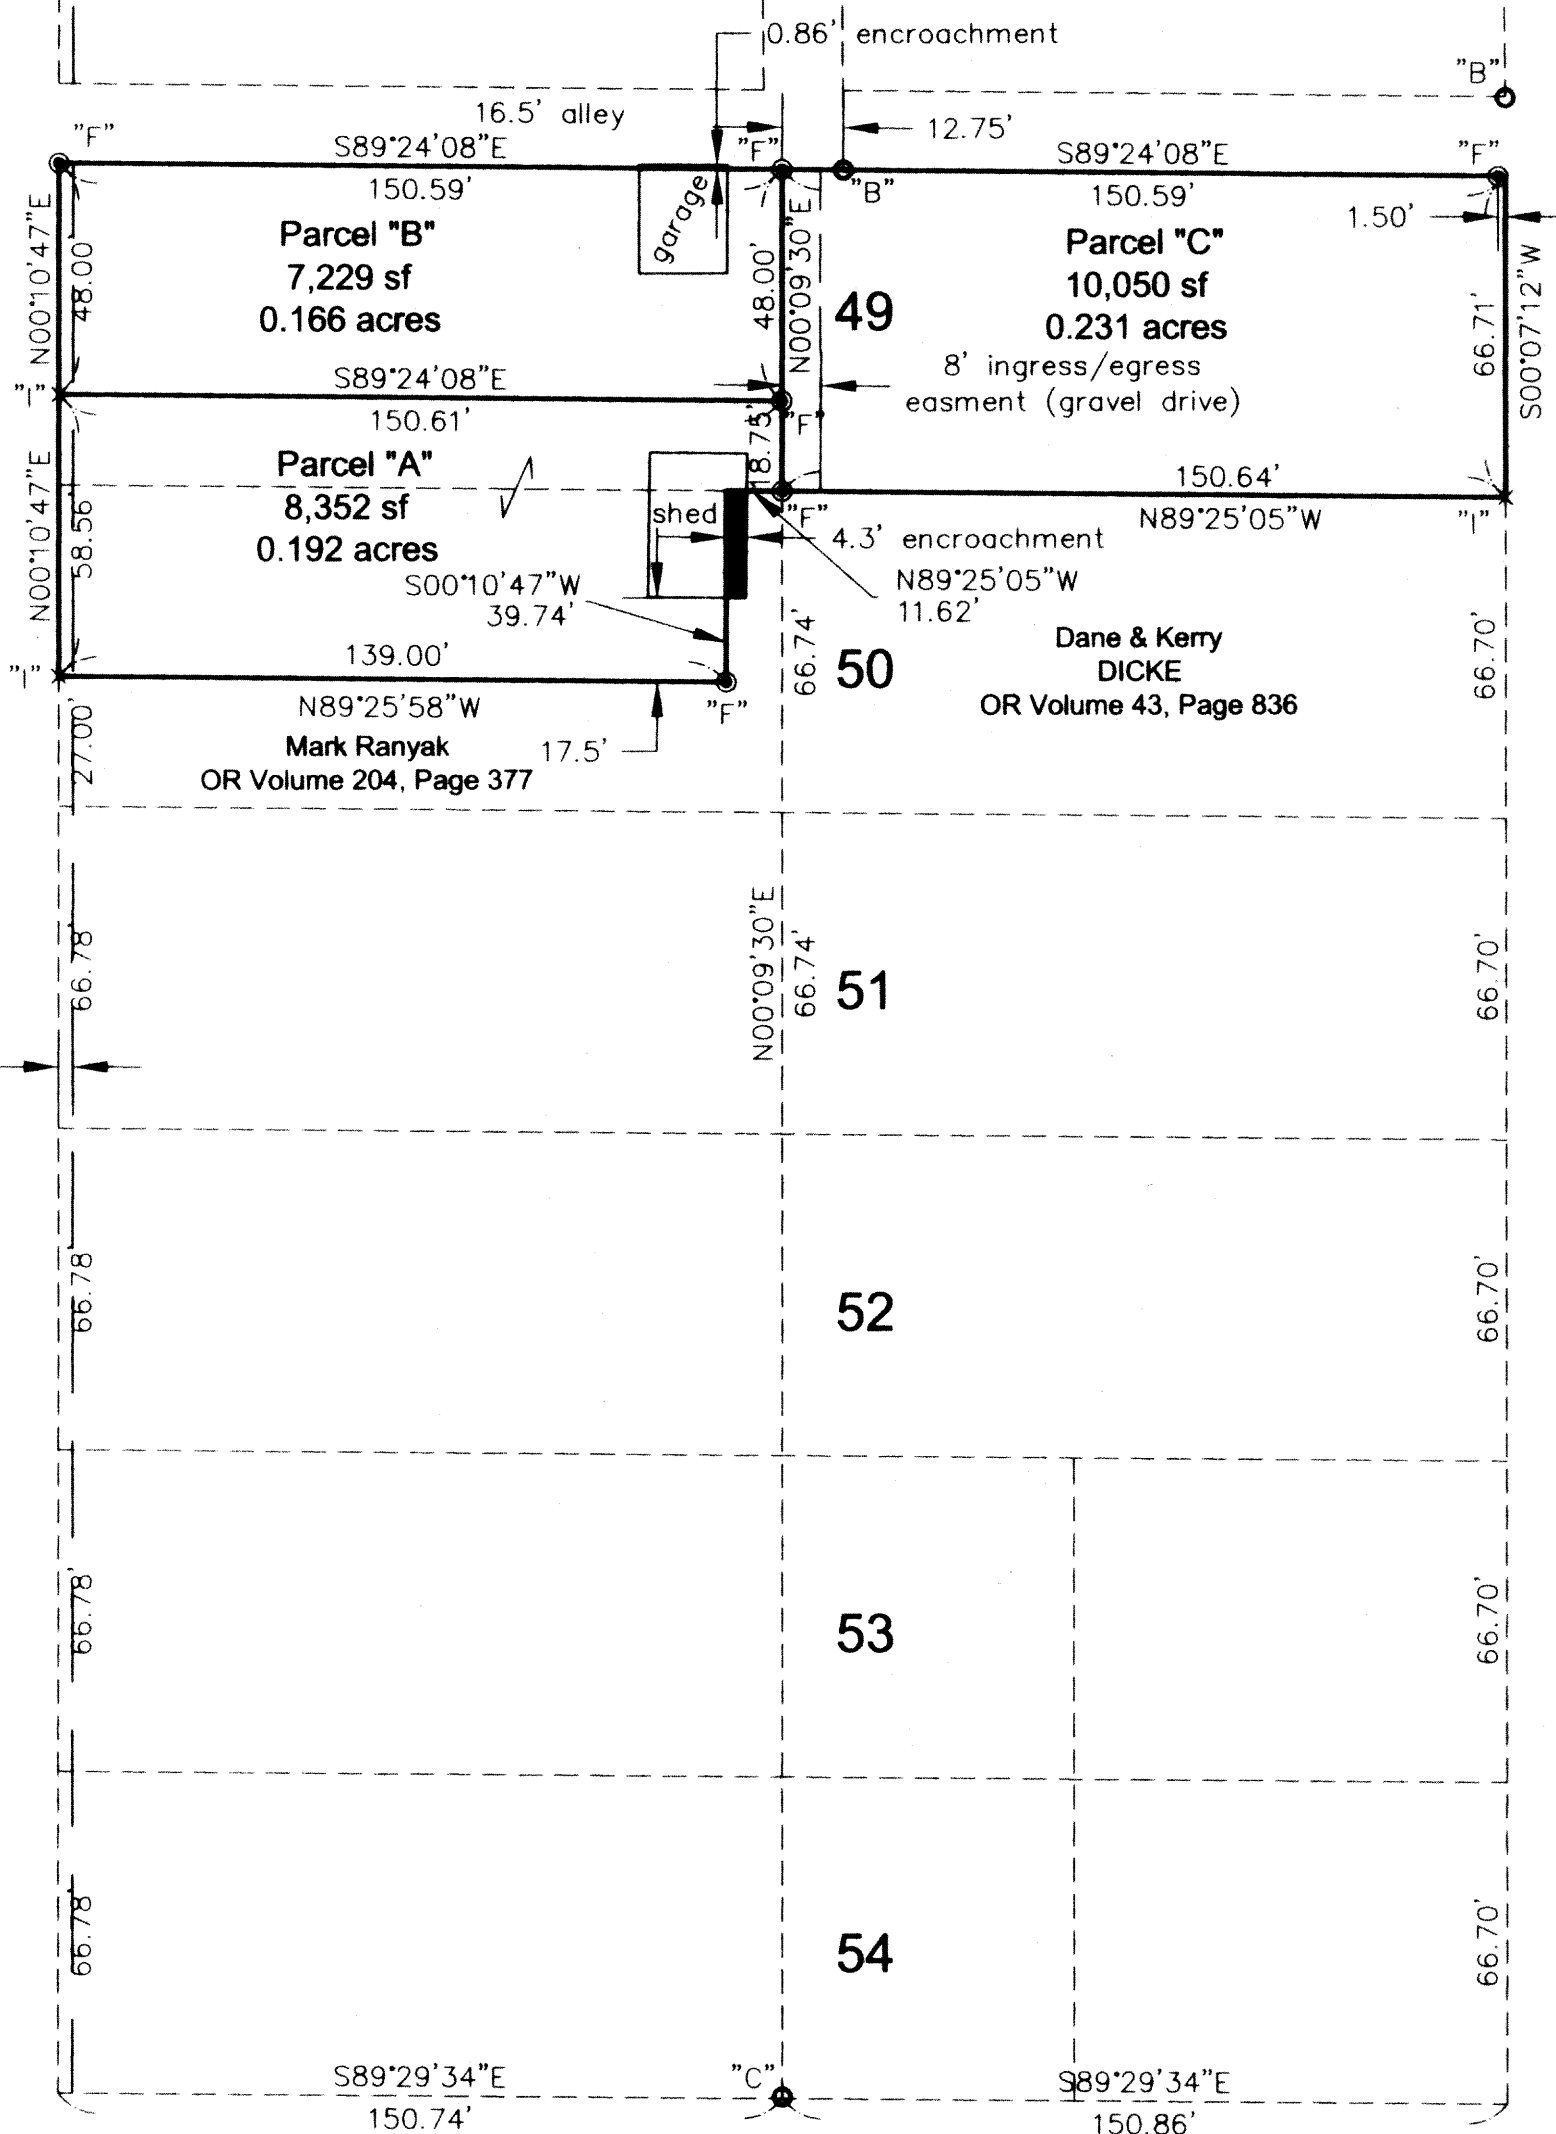 0.86' encroachment
"B"
16.5' alley
12.75'
"F"
S89°24'08"E
"F"
S89°24'08"E
"F"
150.59'
"B"
150.59'
1.50'
N00°10'47"E
48.00'
Parcel "B"
7,229 sf
0.166 acres
garage
48.00'
N00°09'30"E
49
Parcel "C"
10,050 sf
0.231 acres
66.71'
S00°07'12"W
8' ingress/egress
easment (gravel drive)
"I"
S89°24'08"E
150.61'
"F"
18.75'
N00°10'47"E
58.56'
Parcel "A"
8,352 sf
0.192 acres
shed
"F"
150.64'
N89°25'05"W
"I"
4.3' encroachment
S00°10'47"W
39.74'
N89°25'05"W
11.62'
66.74'
50
Dane & Kerry
DICKE
OR Volume 43, Page 836
66.70'
"I"
139.00'
N89°25'58"W
"F"
27.00'
Mark Ranyak
OR Volume 204, Page 377
17.5'
66.78'
N00°09'30"E
66.74'
51
66.70'
66.78'
52
66.70'
66.78'
53
66.70'
66.78'
54
66.70'
S89°29'34"E
150.74'
"C"
S89°29'34"E
150.86'